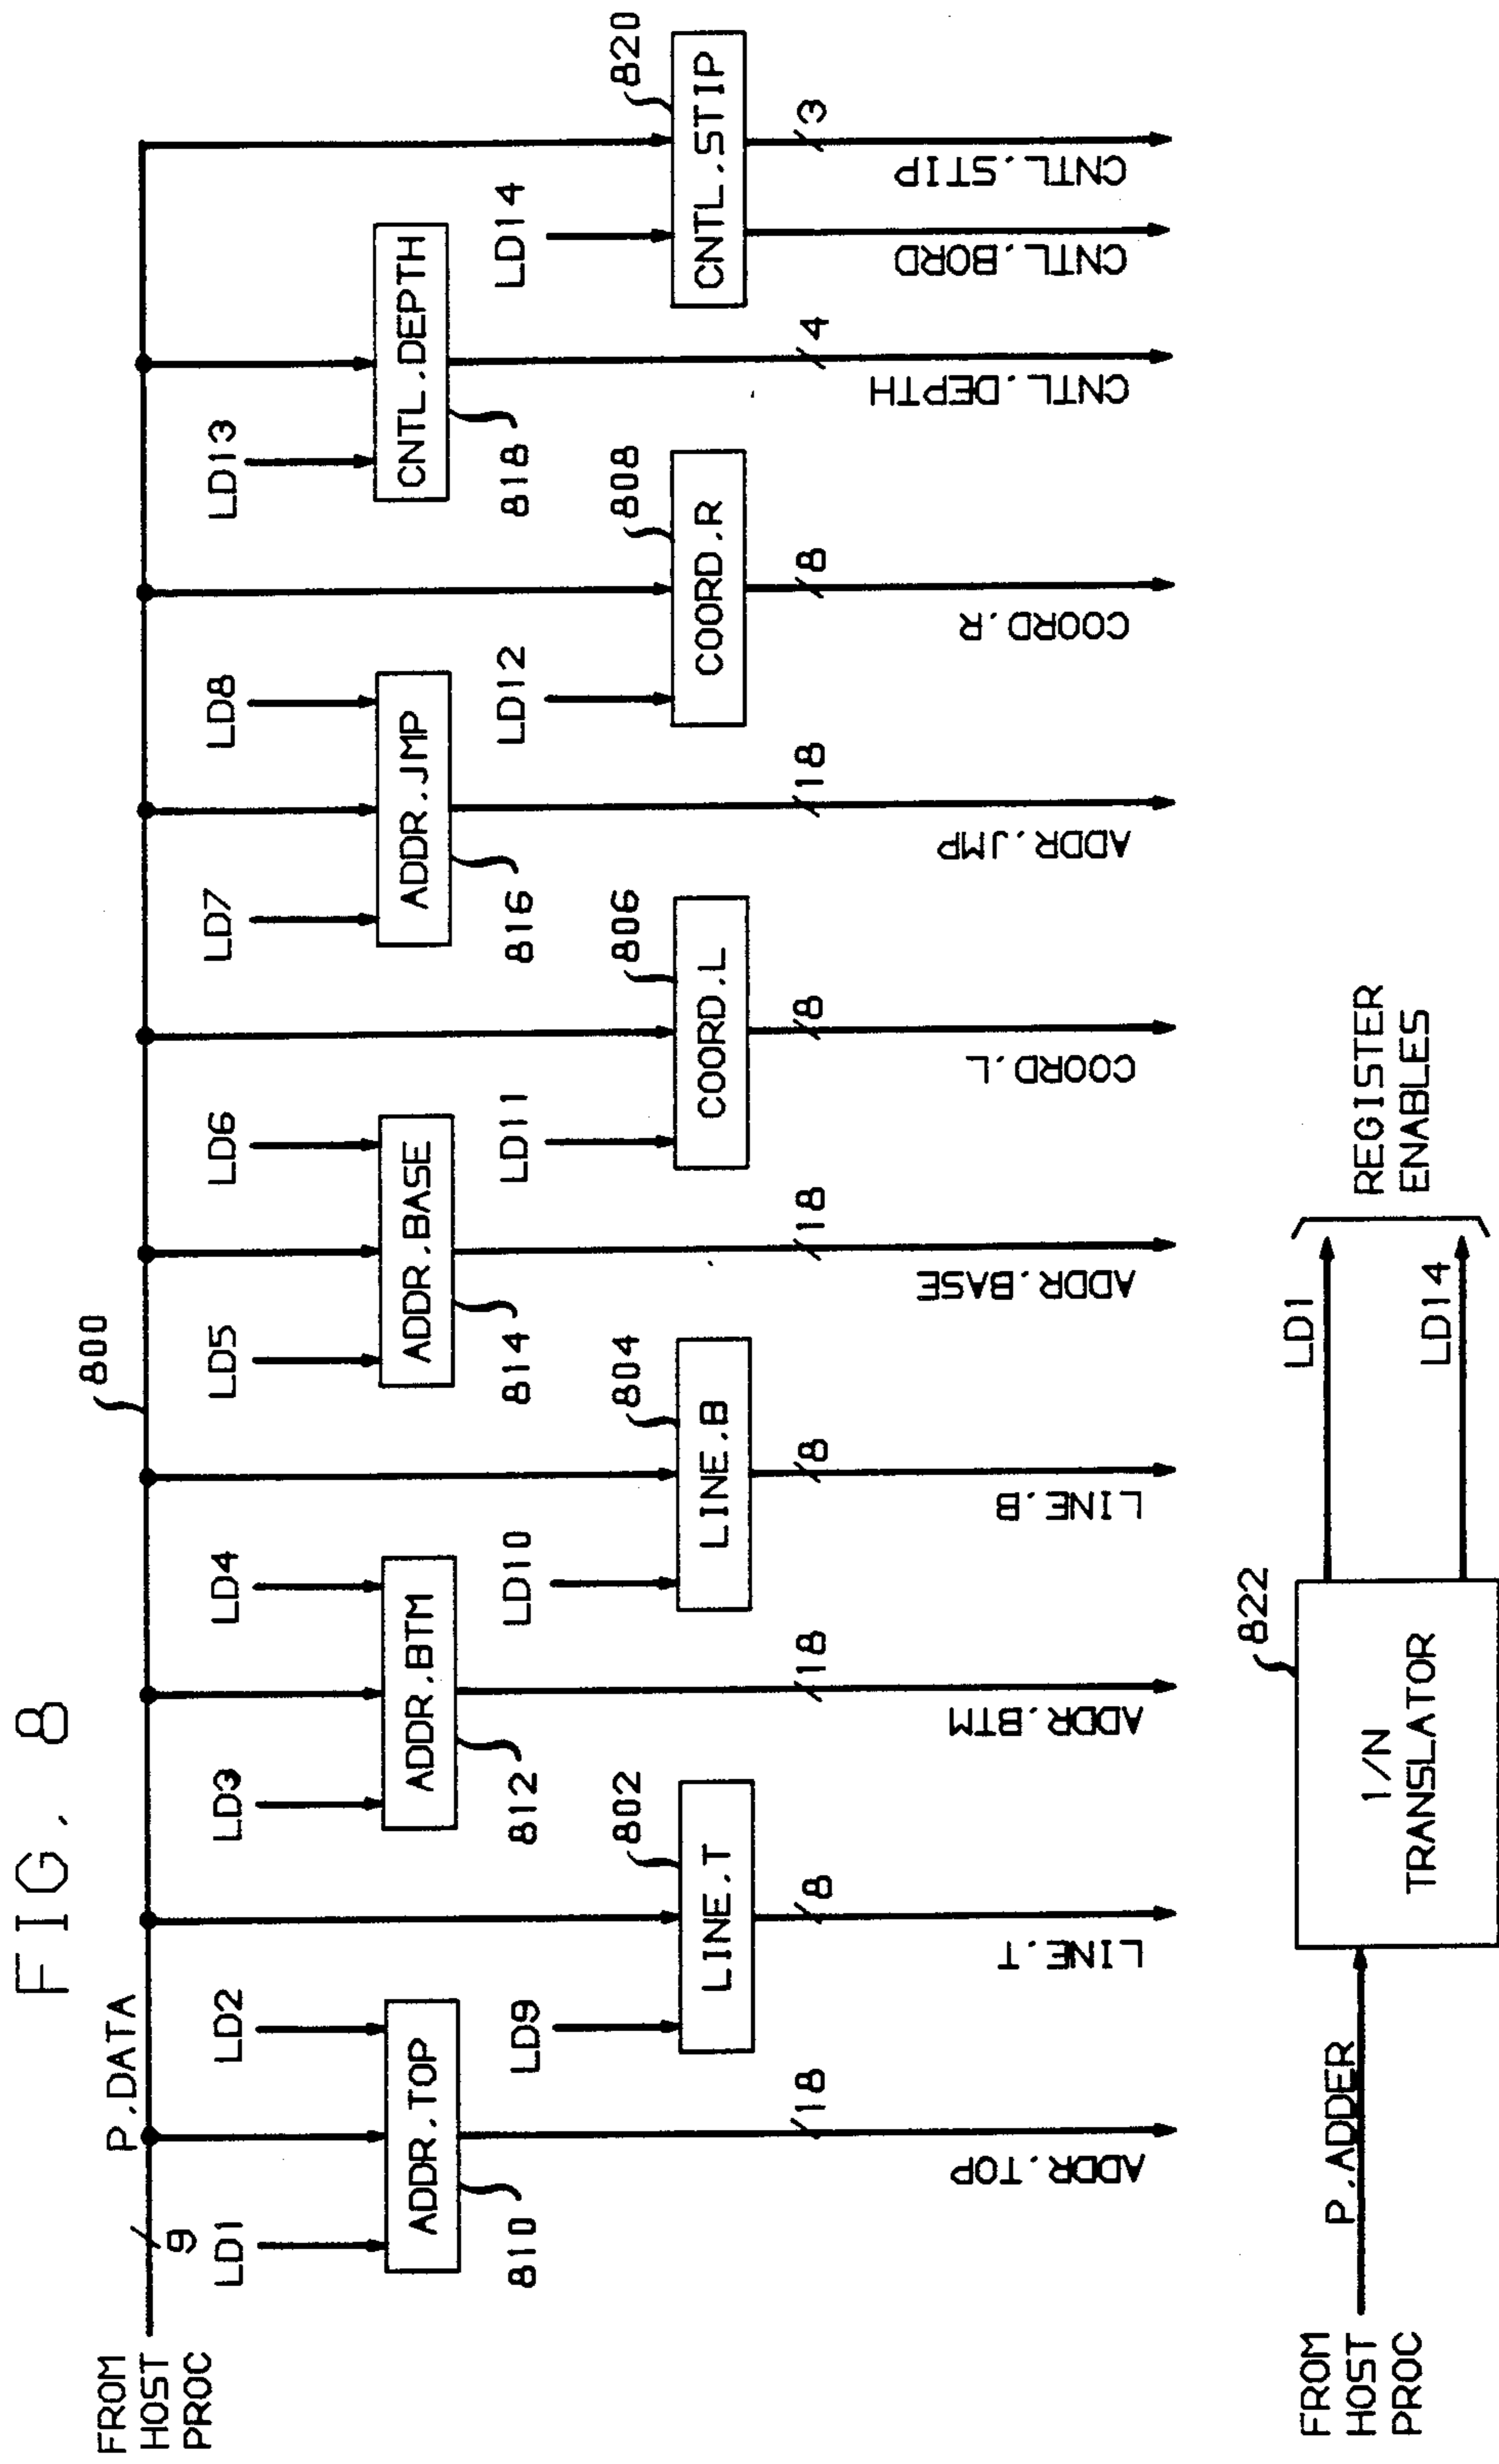 FIG. 8
FROM
HOST
PROC
P.DATA
9
800
LD1
LD2
ADDR.TOP
810
18
ADDR.TOP
LD9
LINE.T
802
8
LINE.T
LD3
LD4
ADDR.BTM
812
18
ADDR.BTM
LD10
LINE.B
804
8
LINE.B
LD5
LD6
ADDR.BASE
814
18
ADDR.BASE
LD11
COORD.L
806
8
COORD.L
LD7
LD8
ADDR.JMP
816
18
ADDR.JMP
LD12
COORD.R
808
8
COORD.R
LD13
CNTL.DEPTH
818
4
CNTL.DEPTH
LD14
CNTL.STIP
820
CNTL.BORD
3
CNTL.STIP
FROM
HOST
PROC
P.ADDER
1/N
TRANSLATOR
822
LD1
LD14
REGISTER
ENABLES